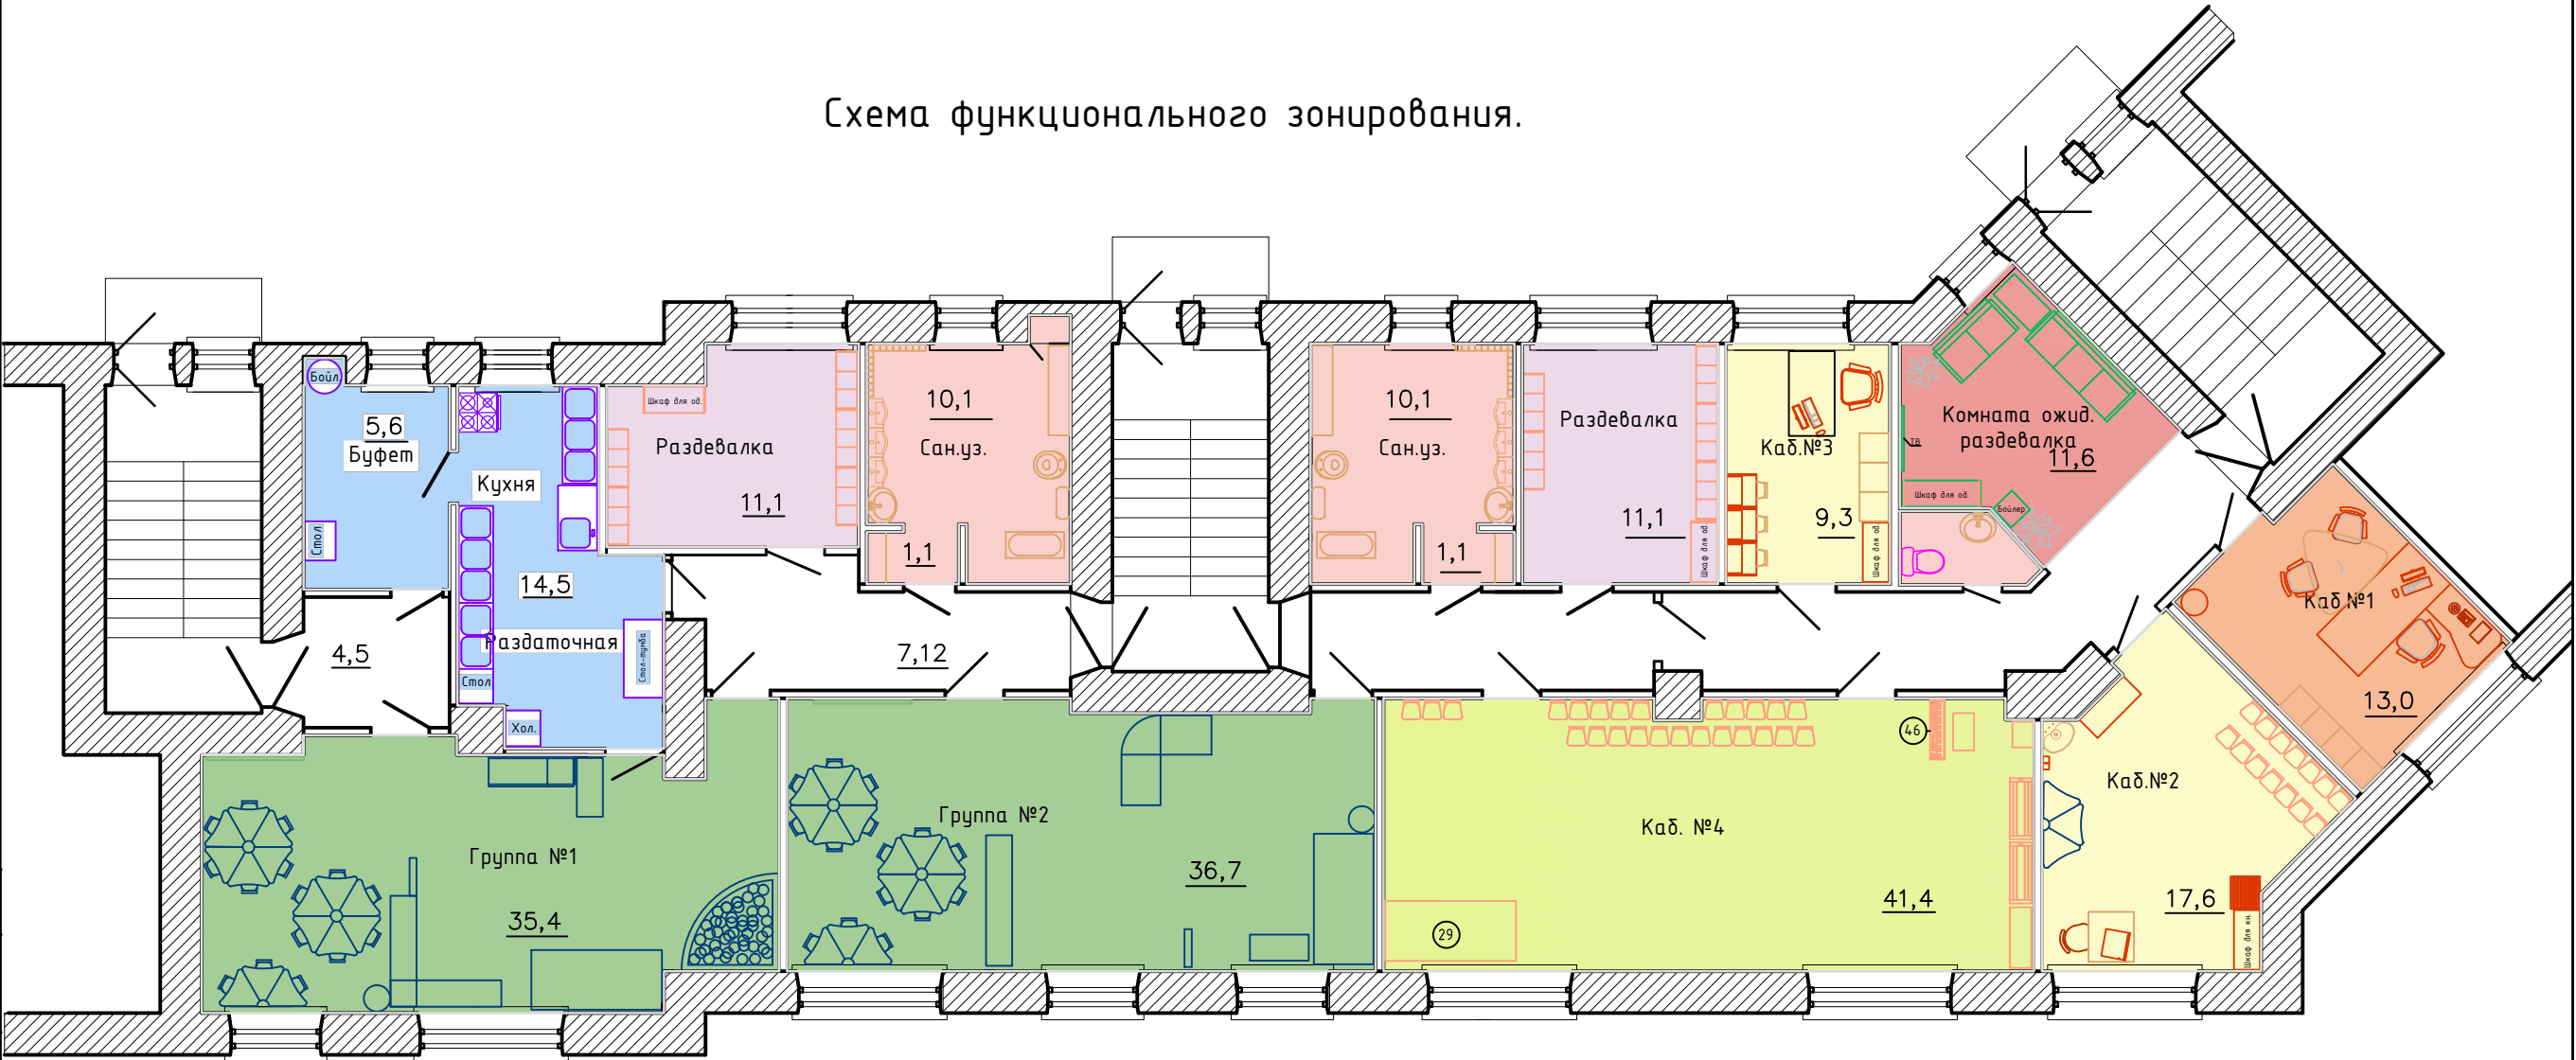 Схема функционального зонирования.
Бойл
5,6
Буфет
Стол
Кухня
14,5
Раздаточная
Стол-тумба
Стол
Хол.
4,5
Шкаф для од.
Раздевалка
11,1
10,1
Сан.уз.
1,1
7,12
10,1
Сан.уз.
1,1
Раздевалка
11,1
Шкаф для од.
Каб.№3
9,3
Шкаф для од
Комната ожид.
раздевалка
11,6
ТВ
Шкаф для од.
Бойлер
Каб №1
13,0
Группа №1
35,4
Группа №2
36,7
Каб. №4
41,4
46
29
Каб.№2
17,6
Шкаф для кн.